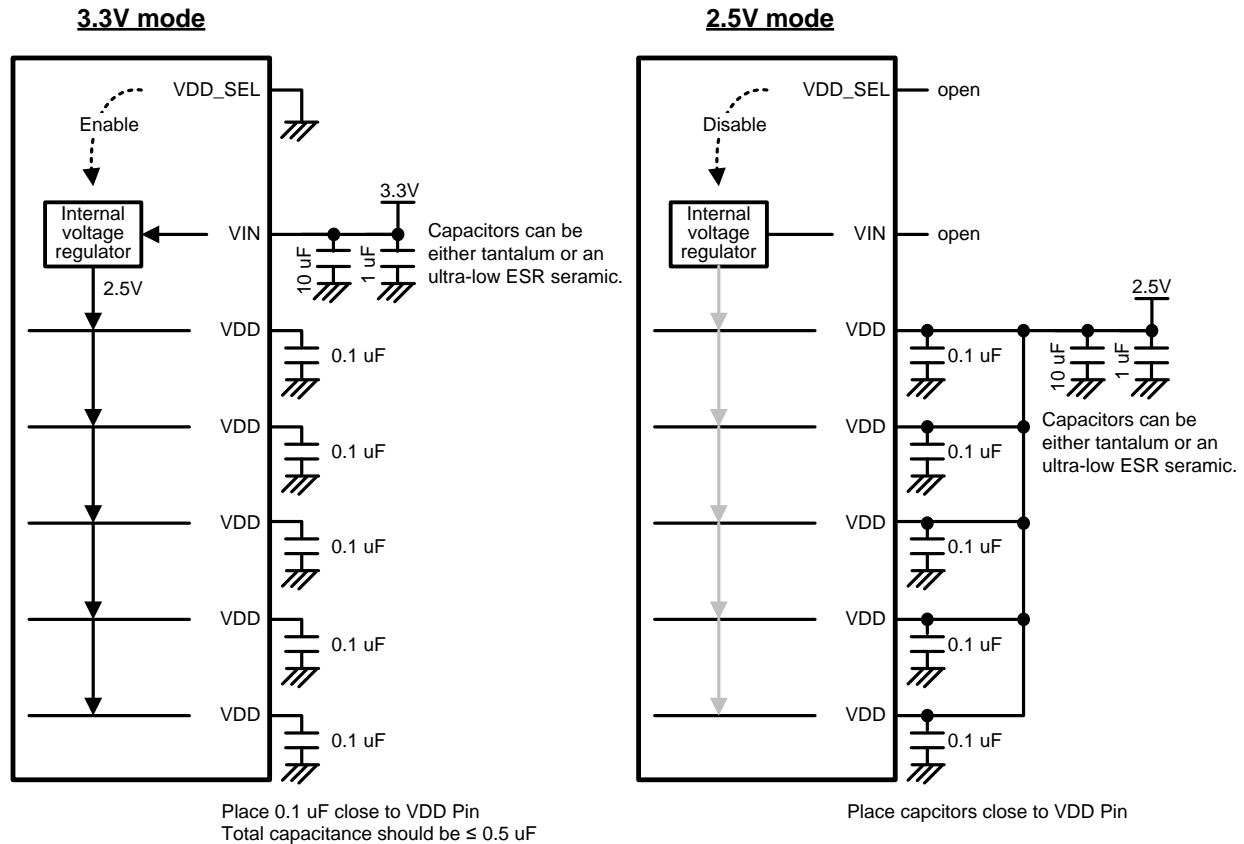 3.3V mode
VDD_SEL
Enable
Internal
voltage
regulator
VIN
3.3V
10 uF
1 uF
Capacitors can be
either tantalum or an
ultra-low ESR seramic.
2.5V
VDD
0.1 uF
VDD
0.1 uF
VDD
0.1 uF
VDD
0.1 uF
VDD
0.1 uF
Place 0.1 uF close to VDD Pin
Total capacitance should be ≤ 0.5 uF
2.5V mode
VDD_SEL
open
Disable
Internal
voltage
regulator
VIN
open
2.5V
VDD
0.1 uF
10 uF
1 uF
Capacitors can be
either tantalum or an
ultra-low ESR seramic.
VDD
0.1 uF
VDD
0.1 uF
VDD
0.1 uF
VDD
0.1 uF
Place capcitors close to VDD Pin